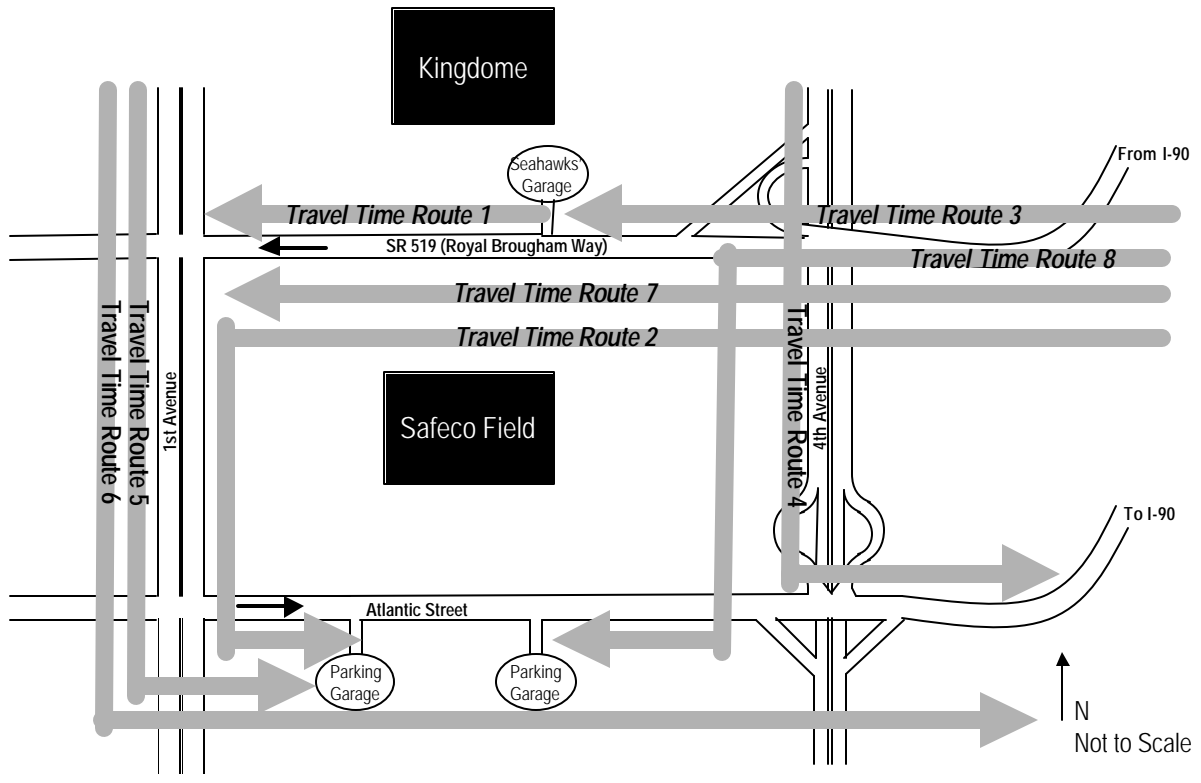 Kingdome
From I-90
Seahawks'
Garage
Travel Time Route 1
Travel Time Route 3
SR 519 (Royal Brougham Way)
Travel Time Route 8
Travel Time Route 7
Travel Time Route 2
Travel Time Route 6
Travel Time Route 5
1st Avenue
Safeco Field
Travel Time Route 4
4th Avenue
To I-90
Atlantic Street
Parking
Garage
Parking
Garage
N
Not to Scale